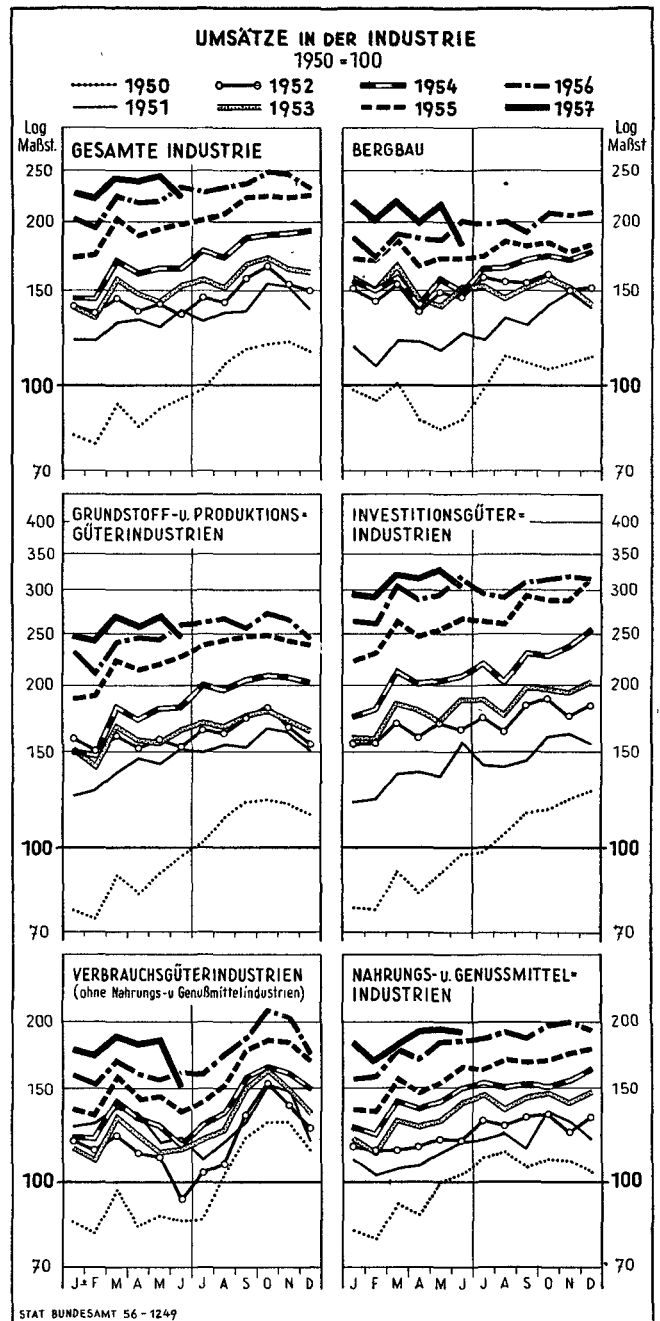 UMSÄTZE IN DER INDUSTRIE
1950 = 100
1950 1952 1954 1956
1951 1953 1955 1957
Log Maßst.
Log Maßst
GESAMTE INDUSTRIE
BERGBAU
250
200
150
100
70
250
200
150
100
70
GRUNDSTOFF- U. PRODUKTIONS=
GÜTERINDUSTRIEN
INVESTITIONSGÜTER=
INDUSTRIEN
400
350
300
250
200
150
100
70
400
350
300
250
200
150
100
70
VERBRAUCHSGÜTERINDUSTRIEN
(ohne Nahrungs- u Genußmittelindustrien)
NAHRUNGS- U. GENUSSMITTEL=
INDUSTRIEN
200
150
100
70
200
150
100
70
J F M A M J J A S O N D
J F M A M J J A S O N D
STAT BUNDESAMT 56 - 1249